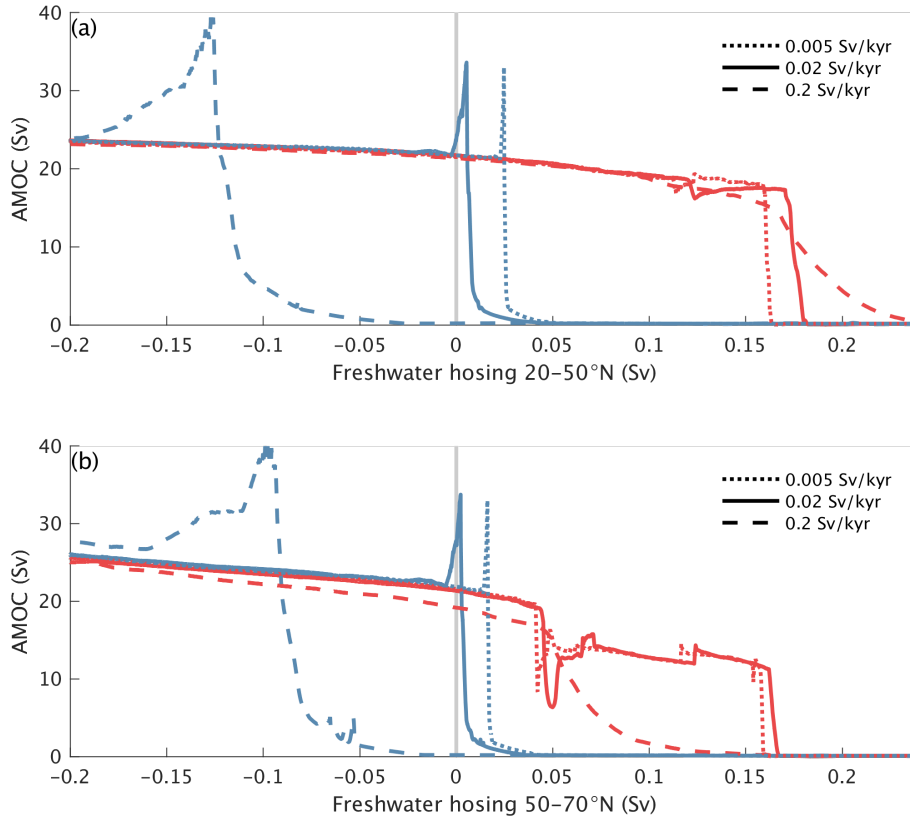 (a)
0.005 Sv/kyr
0.02 Sv/kyr
0.2 Sv/kyr
40
30
20
10
0
AMOC (Sv)
−0.2 −0.15 −0.1 −0.05 0 0.05 0.1 0.15 0.2
Freshwater hosing 20−50°N (Sv)
(b)
0.005 Sv/kyr
0.02 Sv/kyr
0.2 Sv/kyr
40
30
20
10
0
AMOC (Sv)
−0.2 −0.15 −0.1 −0.05 0 0.05 0.1 0.15 0.2
Freshwater hosing 50−70°N (Sv)